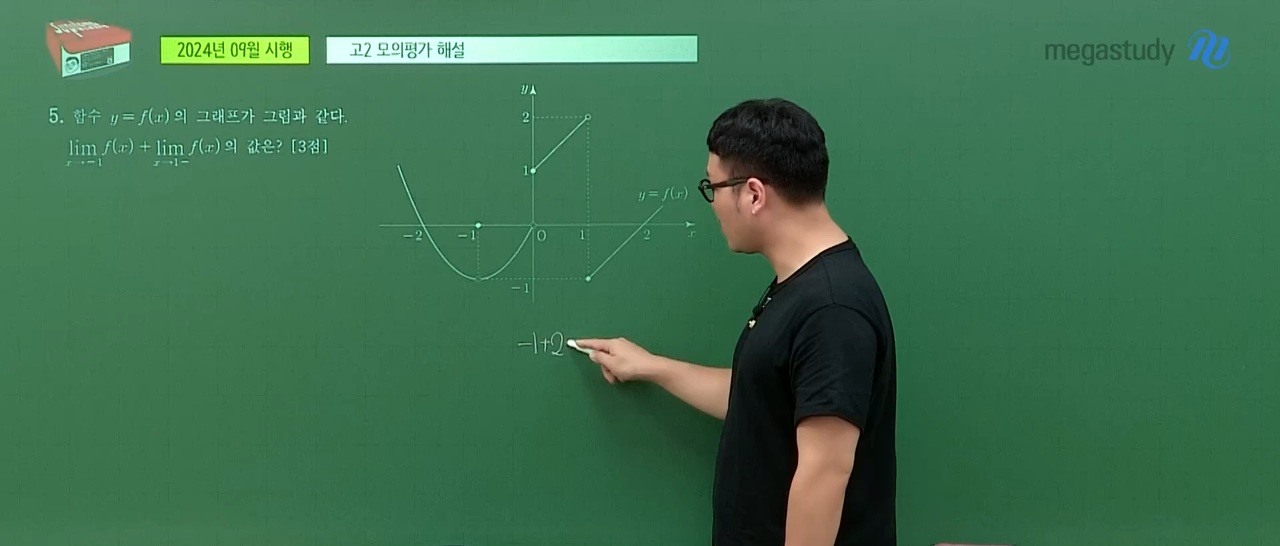 Supreme
2024년 09월 시행
고2 모의평가 해설
megastudy
5. 함수 y=f(x)의 그래프가 그림과 같다.
lim f(x) + lim f(x)의 값은? [3점]
x→-1 x→1-
y
2
1
y=f(x)
-2 -1 O 1 2 x
-1
-1+2